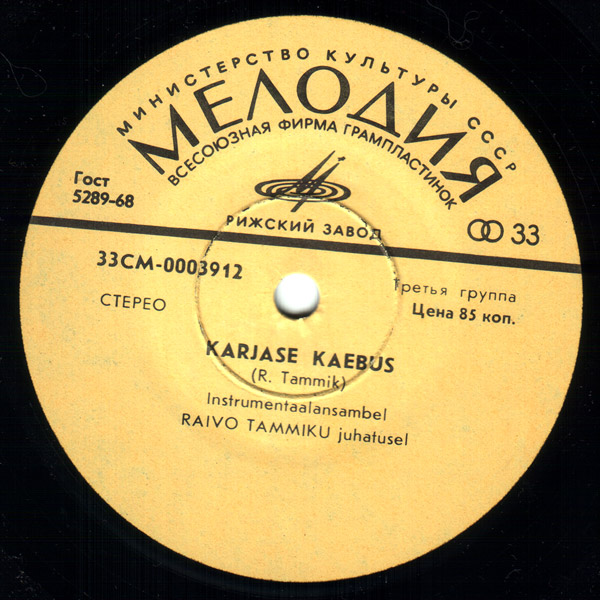 МИНИСТЕРСТВО КУЛЬТУРЫ СССР
МЕЛОДИЯ
ВСЕСОЮЗНАЯ ФИРМА ГРАМПЛАСТИНОК
Гост
5289-68
РИЖСКИЙ ЗАВОД
33
33СМ-0003912
СТЕРЕО
Третья группа
Цена 85 коп.
KARJASE KAEBUS
(R. Tammik)
Instrumentaalansambel
RAIVO TAMMIKU juhatusel